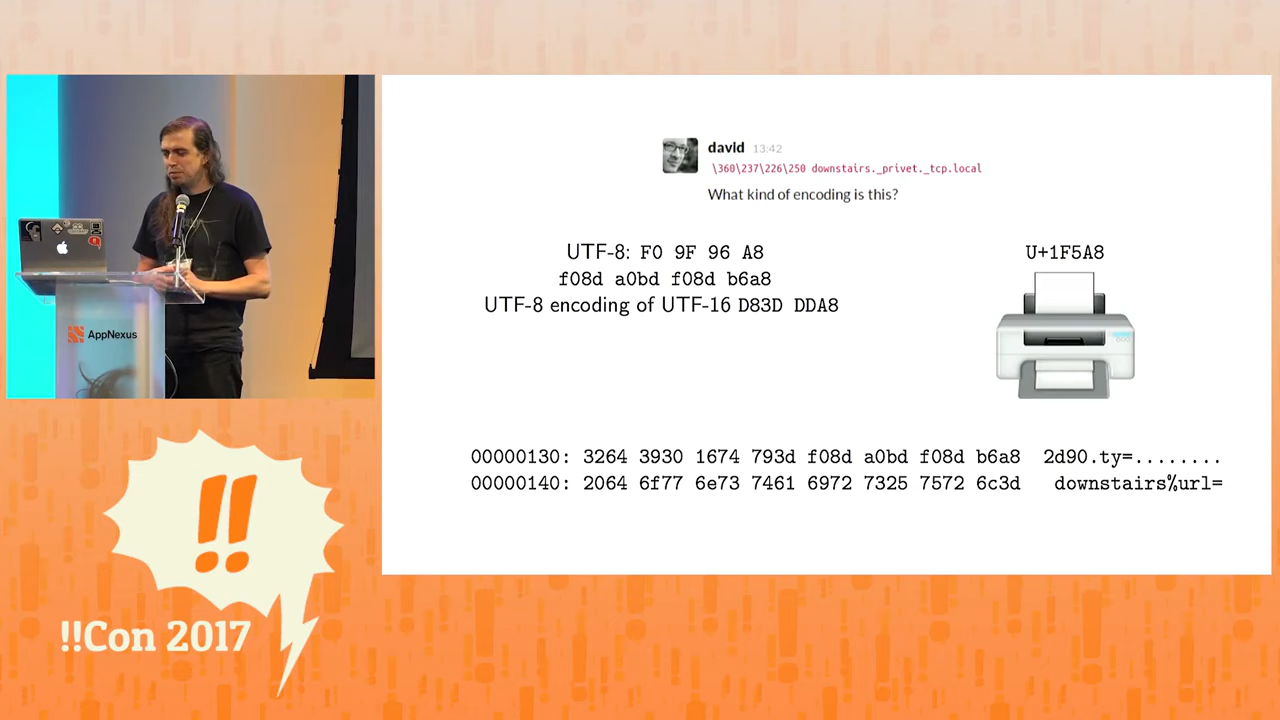 david 13:42
\360\237\226\250 downstairs._privet._tcp.local
What kind of encoding is this?
UTF-8: F0 9F 96 A8
f08d a0bd f08d b6a8
UTF-8 encoding of UTF-16 D83D DDA8
U+1F5A8
00000130: 3264 3930 1674 793d f08d a0bd f08d b6a8 2d90.ty=........
00000140: 2064 6f77 6e73 7461 6972 7325 7572 6c3d downstairs%url=
AppNexus
!!
!!Con 2017